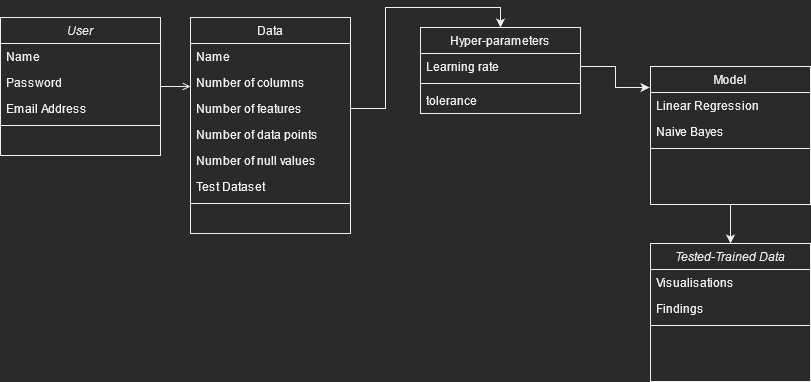 User
Name
Password
Email Address
Data
Name
Number of columns
Number of features
Number of data points
Number of null values
Test Dataset
Hyper-parameters
Learning rate
tolerance
Model
Linear Regression
Naive Bayes
Tested-Trained Data
Visualisations
Findings